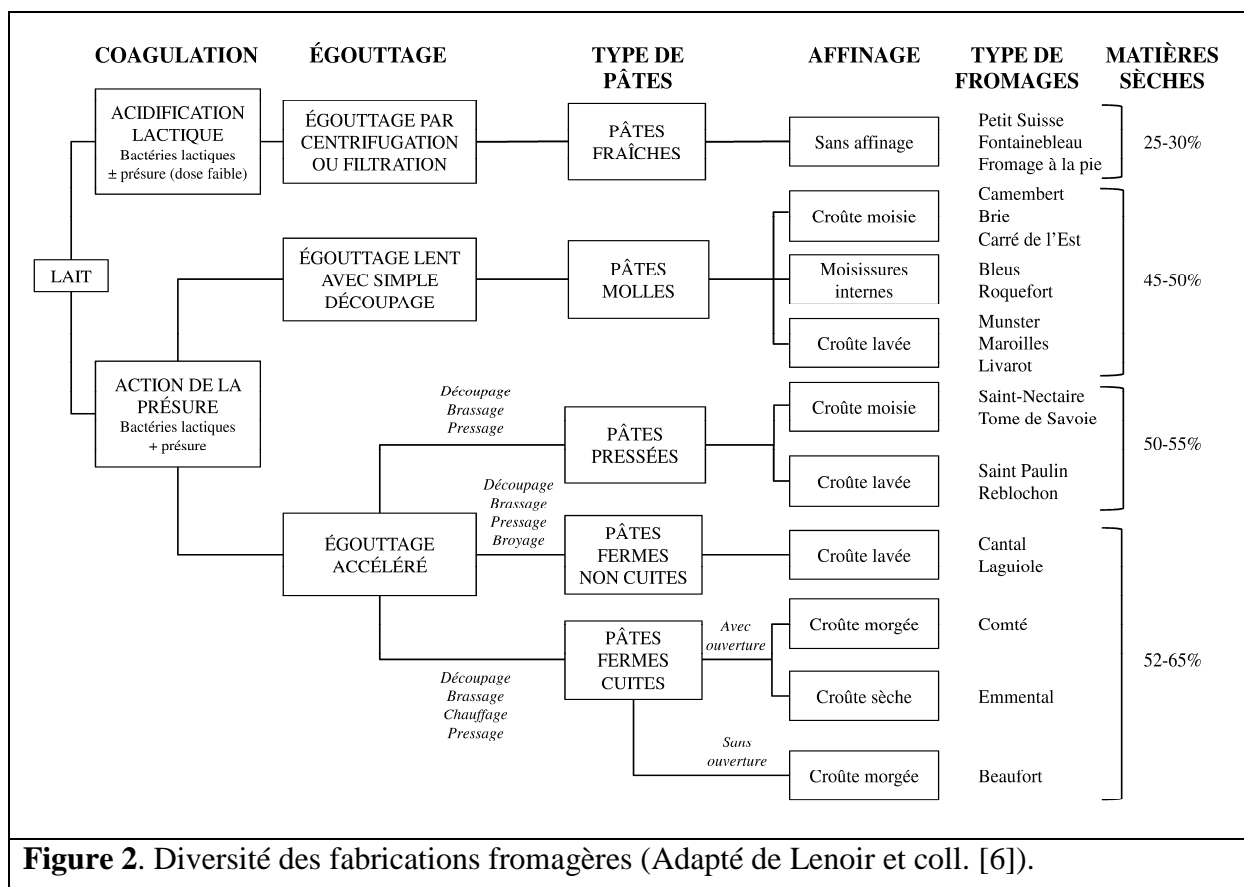 COAGULATION
ÉGOUTTAGE
TYPE DE
PÂTES
AFFINAGE
TYPE DE
FROMAGES
MATIÈRES
SÈCHES
ACIDIFICATION
LACTIQUE
Bactéries lactiques
± présure (dose faible)
ÉGOUTTAGE PAR
CENTRIFUGATION
OU FILTRATION
PÂTES
FRAÎCHES
Sans affinage
Petit Suisse
Fontainebleau
Fromage à la pie
25-30%
LAIT
ÉGOUTTAGE LENT
AVEC SIMPLE
DÉCOUPAGE
PÂTES
MOLLES
Croûte moisie
Camembert
Brie
Carré de l'Est
Moisissures
internes
Bleus
Roquefort
Croûte lavée
Munster
Maroilles
Livarot
45-50%
ACTION DE LA
PRÉSURE
Bactéries lactiques
+ présure
Découpage
Brassage
Pressage
PÂTES
PRESSÉES
Croûte moisie
Saint-Nectaire
Tome de Savoie
Croûte lavée
Saint Paulin
Reblochon
50-55%
ÉGOUTTAGE
ACCÉLÉRÉ
Découpage
Brassage
Pressage
Broyage
PÂTES
FERMES
NON CUITES
Croûte lavée
Cantal
Laguiole
Découpage
Brassage
Chauffage
Pressage
PÂTES
FERMES
CUITES
Avec
ouverture
Croûte morgée
Comté
Croûte sèche
Emmental
Sans
ouverture
Croûte morgée
Beaufort
52-65%
Figure 2. Diversité des fabrications fromagères (Adapté de Lenoir et coll. [6]).